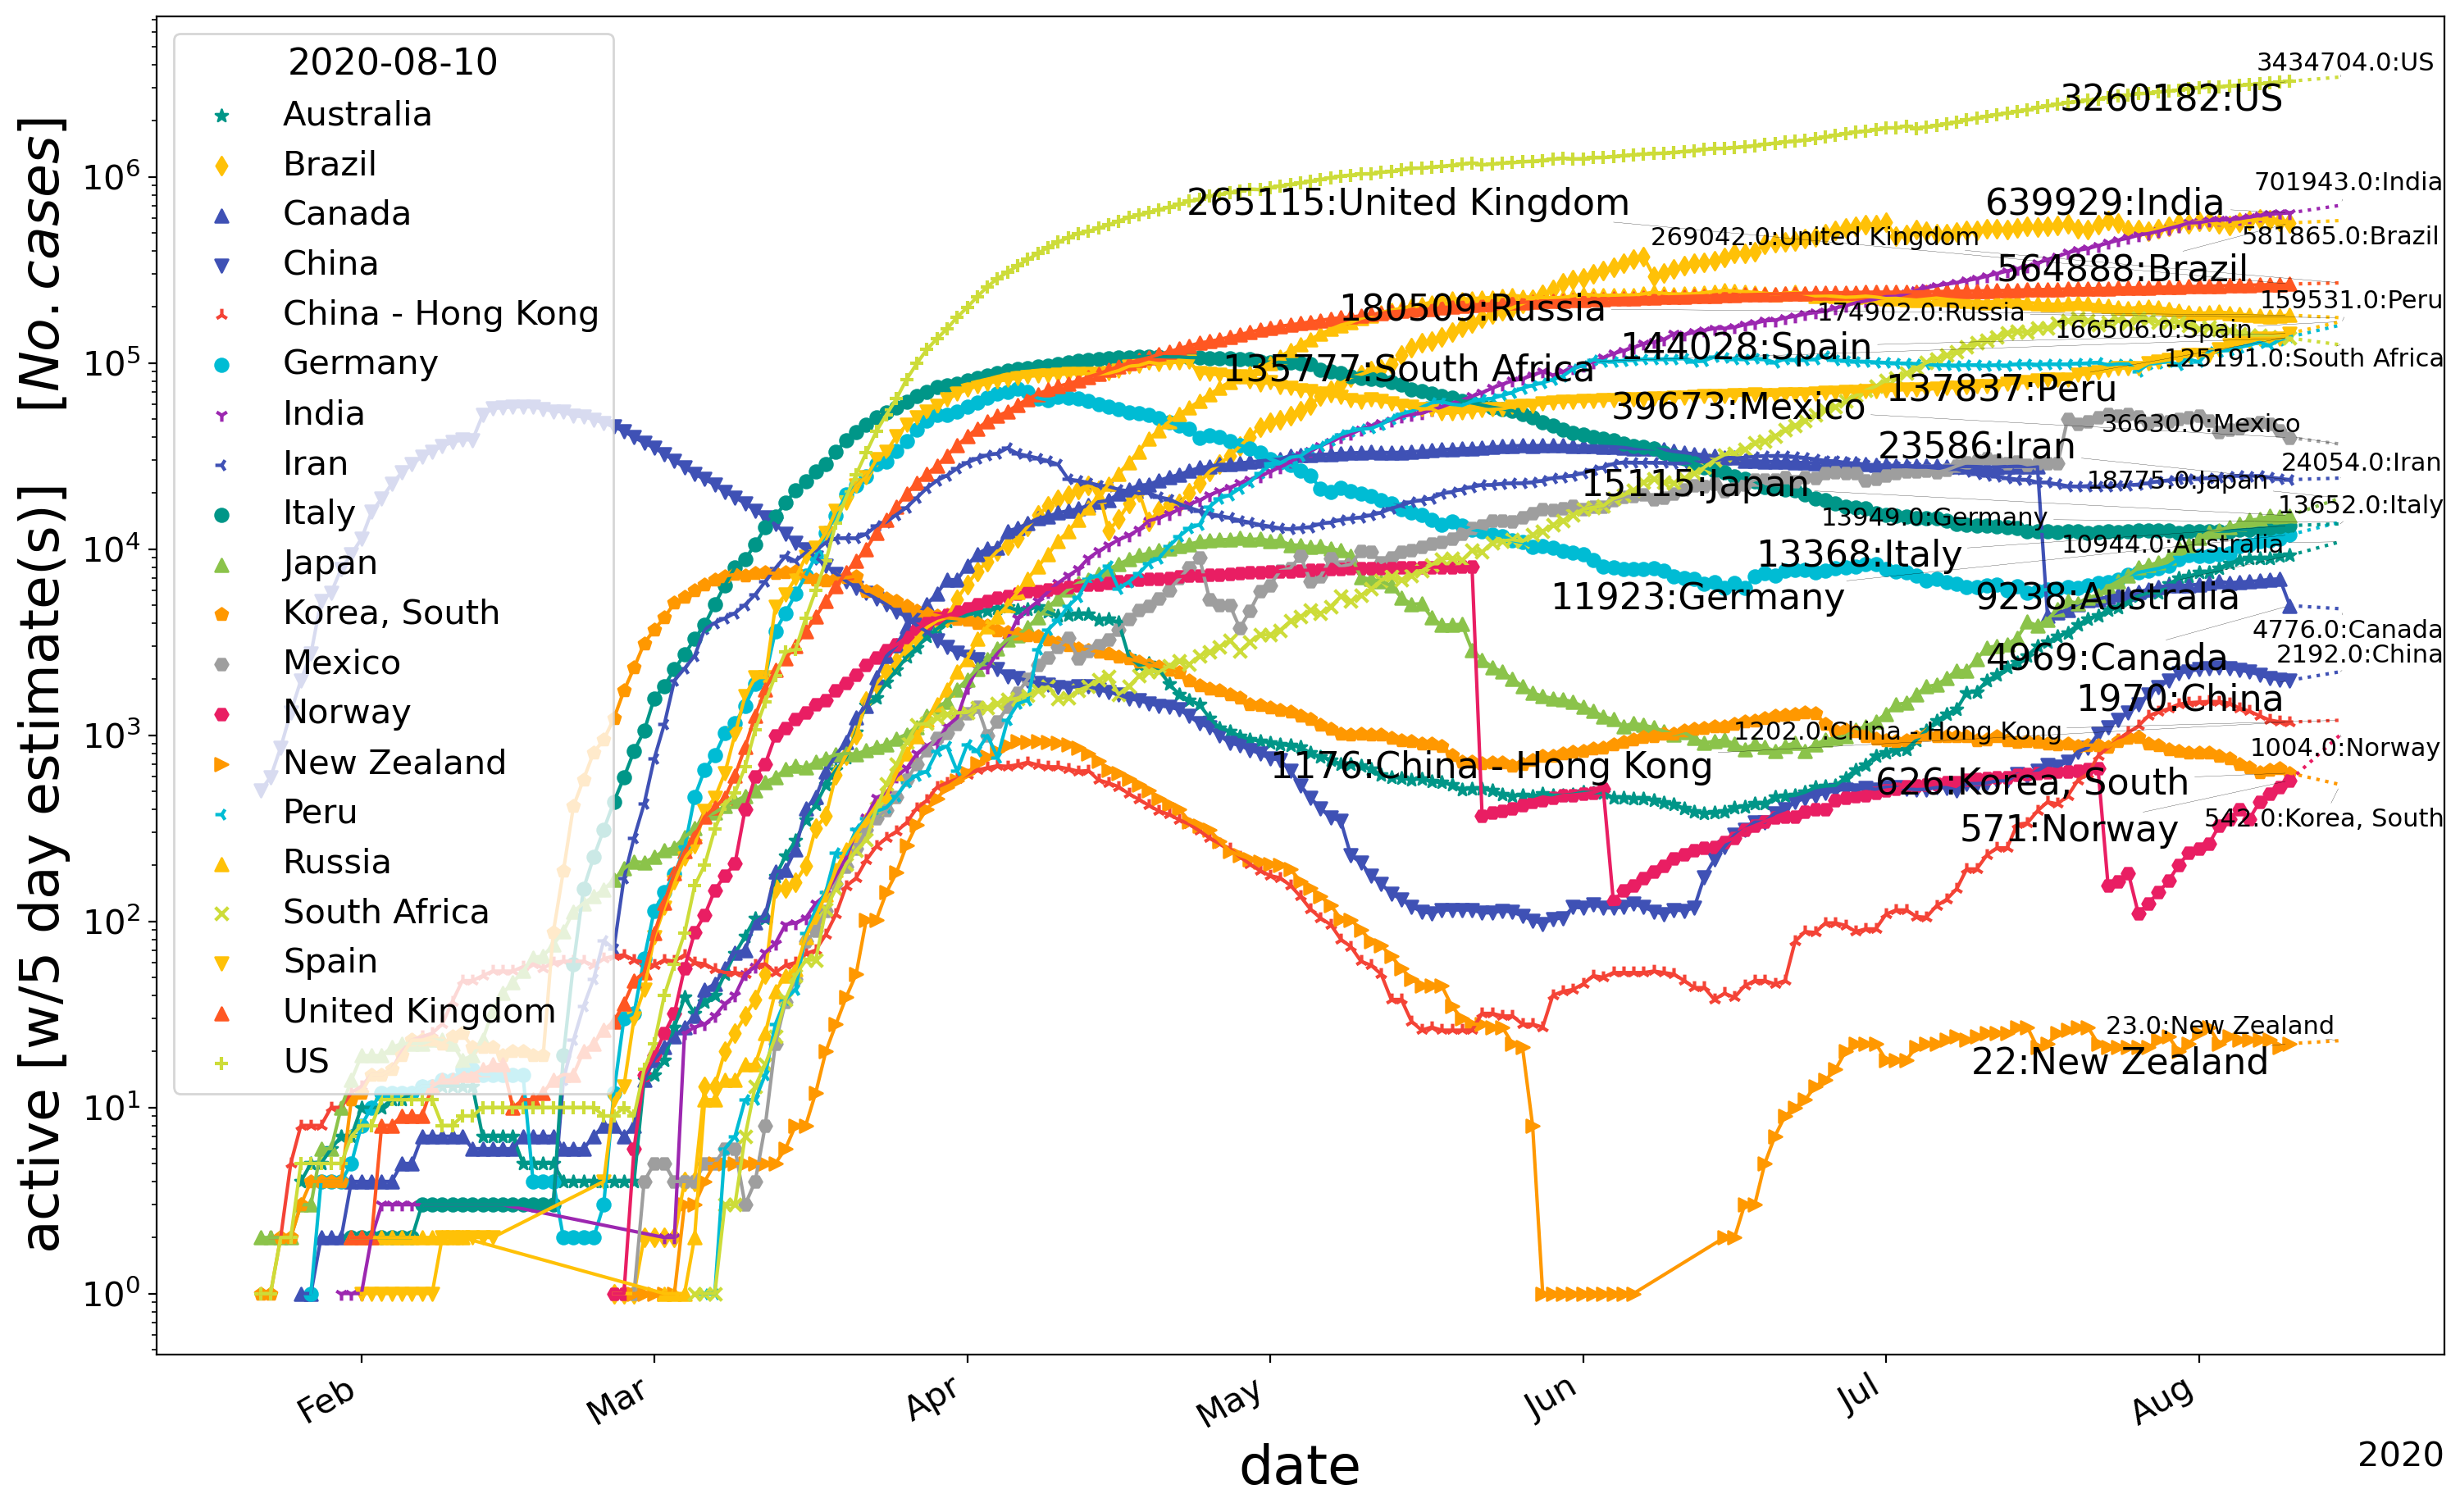 active [w/5 day estimate(s)]   [No. cases]
10⁶
10⁵
10⁴
10³
10²
10¹
10⁰
2020-08-10
Australia
Brazil
Canada
China
China - Hong Kong
Germany
India
Iran
Italy
Japan
Korea, South
Mexico
Norway
New Zealand
Peru
Russia
South Africa
Spain
United Kingdom
US
3434704.0:US
3260182:US
701943.0:India
265115:United Kingdom
639929:India
269042.0:United Kingdom
581865.0:Brazil
564888:Brazil
159531.0:Peru
180509:Russia
174902.0:Russia
166506.0:Spain
144028:Spain
125191.0:South Africa
135777:South Africa
137837:Peru
39673:Mexico
36630.0:Mexico
23586:Iran
24054.0:Iran
15115:Japan
18775.0:Japan
13652.0:Italy
13949.0:Germany
13368:Italy
10944.0:Australia
11923:Germany
9238:Australia
4776.0:Canada
4969:Canada
2192.0:China
1970:China
1202.0:China - Hong Kong
1176:China - Hong Kong
1004.0:Norway
626:Korea, South
542.0:Korea, South
571:Norway
23.0:New Zealand
22:New Zealand
Feb
Mar
Apr
May
Jun
Jul
Aug
2020
date